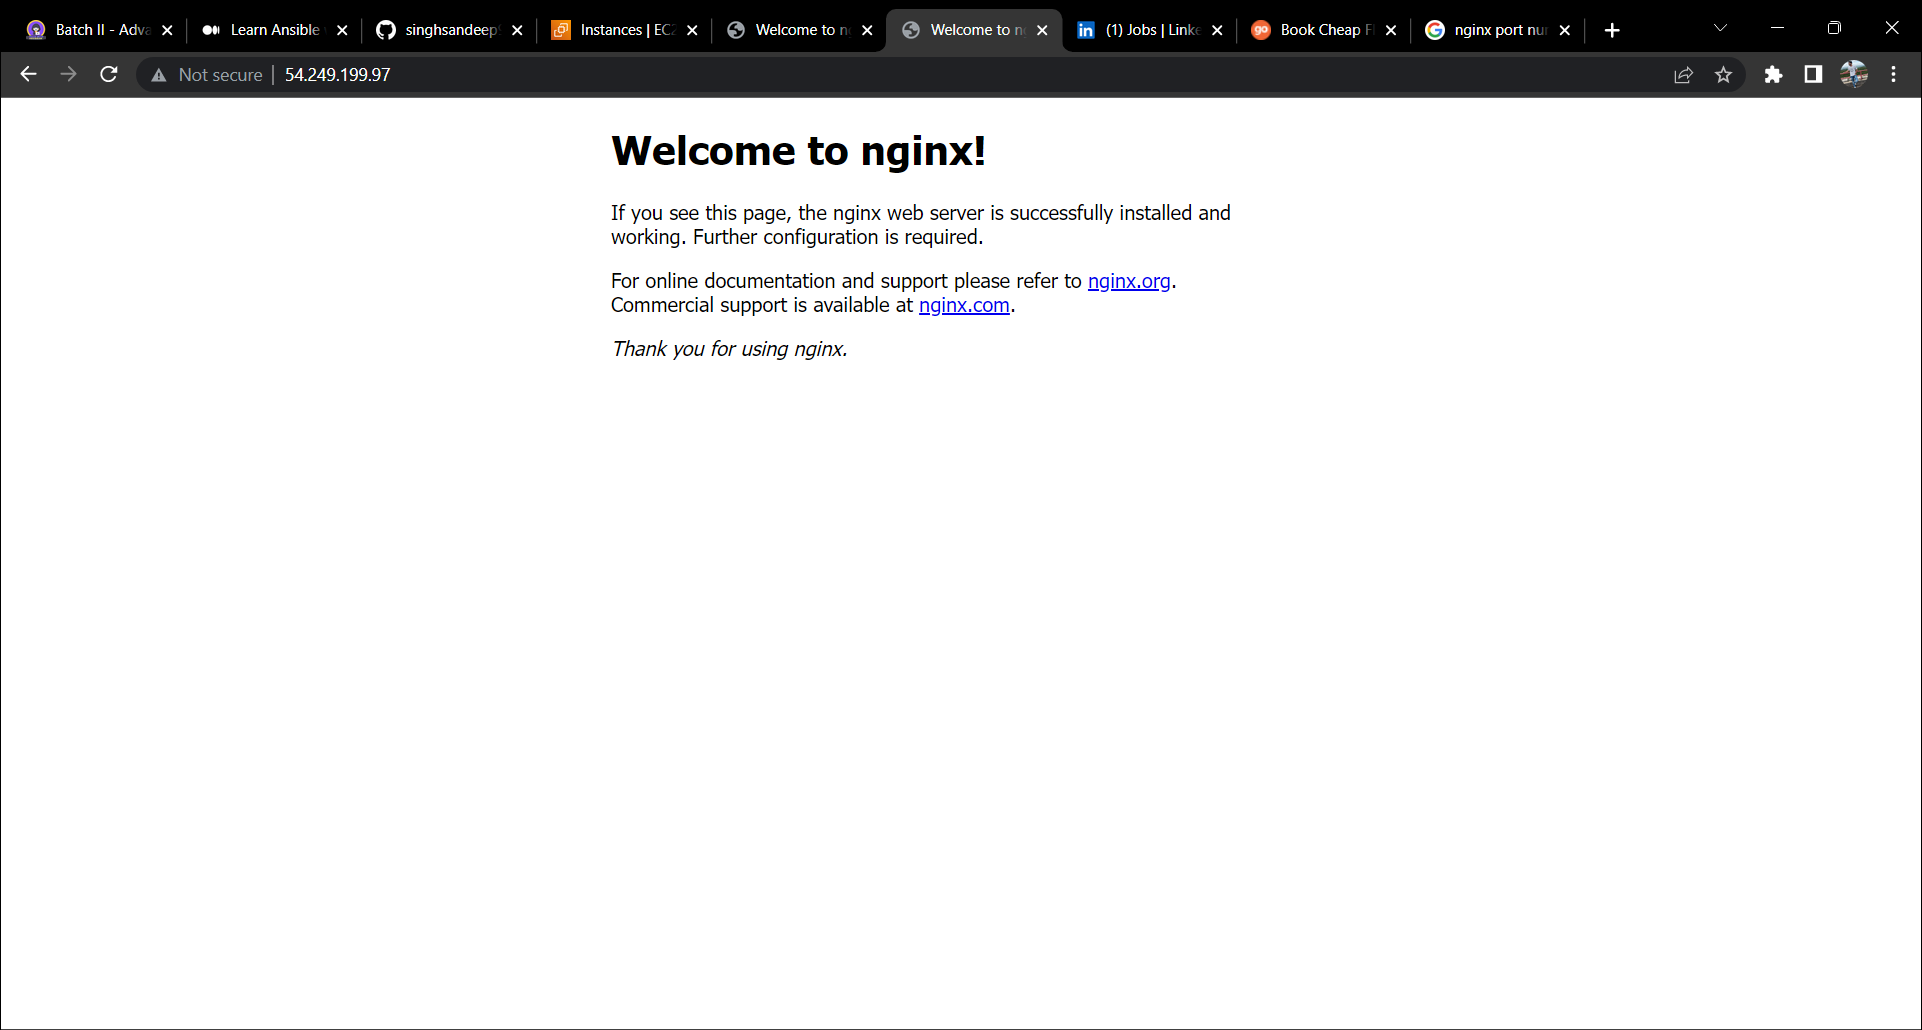 Batch II - Adva
Learn Ansible
singhsandeep
Instances | EC2
Welcome to n
Welcome to n
(1) Jobs | Linke
Book Cheap F
nginx port nu
Not secure
54.249.199.97
Welcome to nginx!
If you see this page, the nginx web server is successfully installed and
working. Further configuration is required.
For online documentation and support please refer to nginx.org.
Commercial support is available at nginx.com.
Thank you for using nginx.